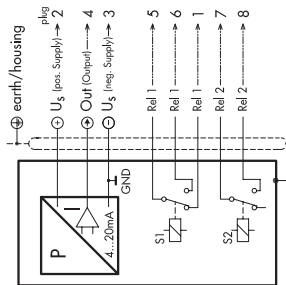 plug
earth/housing
+ Us (pos. Supply) 2
Out (Output) 4
− Us (neg. Supply) 3
Rel 1 5
Rel 1 6
Rel 1 1
Rel 2 7
Rel 2 8
GND
P
I
4...20mA
S1
S2